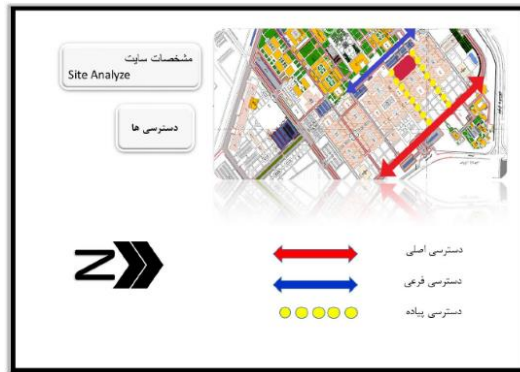 مشخصات سایت
Site Analyze
دسترسی ها
N
دسترسی اصلی
دسترسی فرعی
دسترسی پیاده